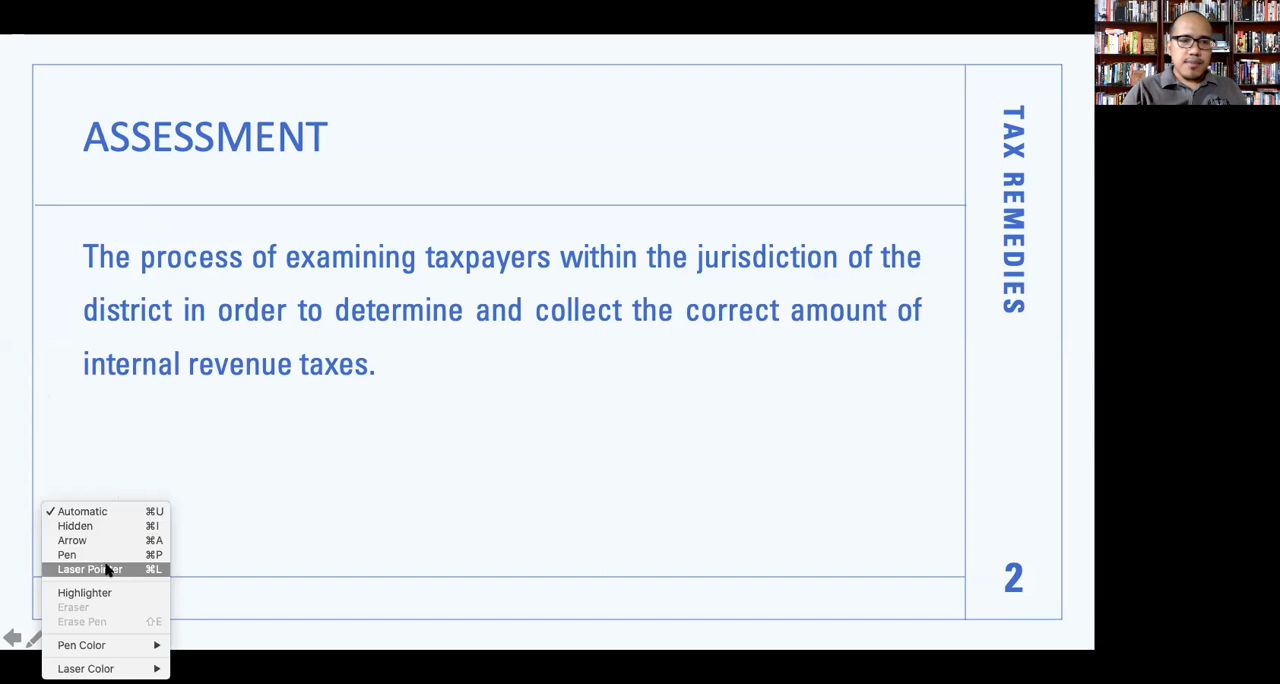 ASSESSMENT
The process of examining taxpayers within the jurisdiction of the
district in order to determine and collect the correct amount of
internal revenue taxes.
TAX REMEDIES
2
✓ Automatic ⌘U
Hidden ⌘I
Arrow ⌘A
Pen ⌘P
Laser Pointer ⌘L
Highlighter
Eraser
Erase Pen ⇧E
Pen Color
Laser Color